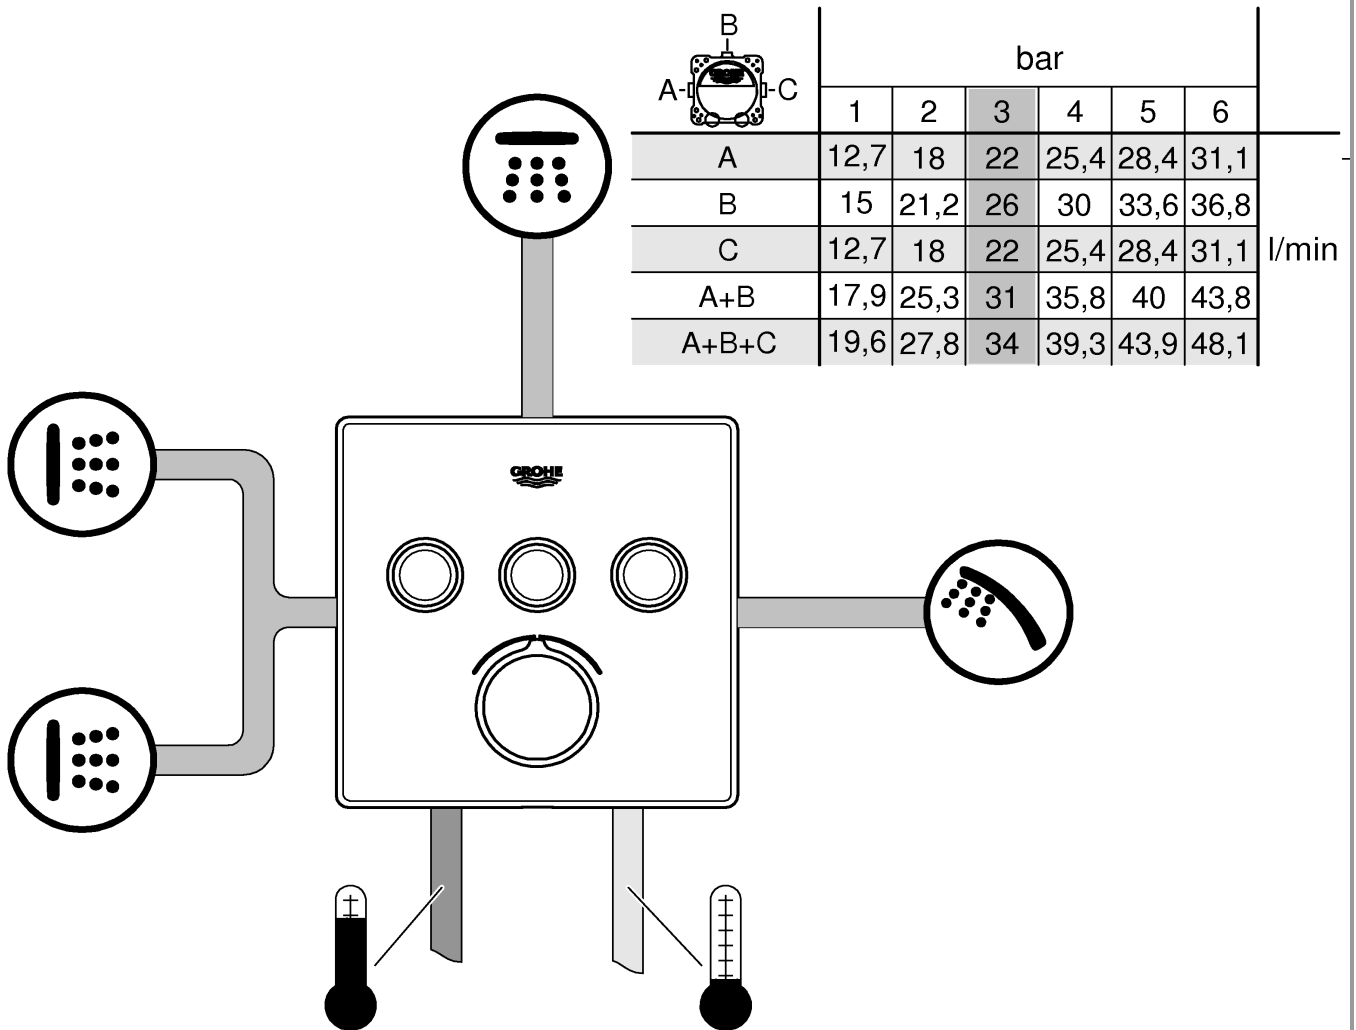 B
bar
A C
1 2 3 4 5 6
A 12,7 18 22 25,4 28,4 31,1
B 15 21,2 26 30 33,6 36,8
C 12,7 18 22 25,4 28,4 31,1 l/min
A+B 17,9 25,3 31 35,8 40 43,8
A+B+C 19,6 27,8 34 39,3 43,9 48,1
GROHE